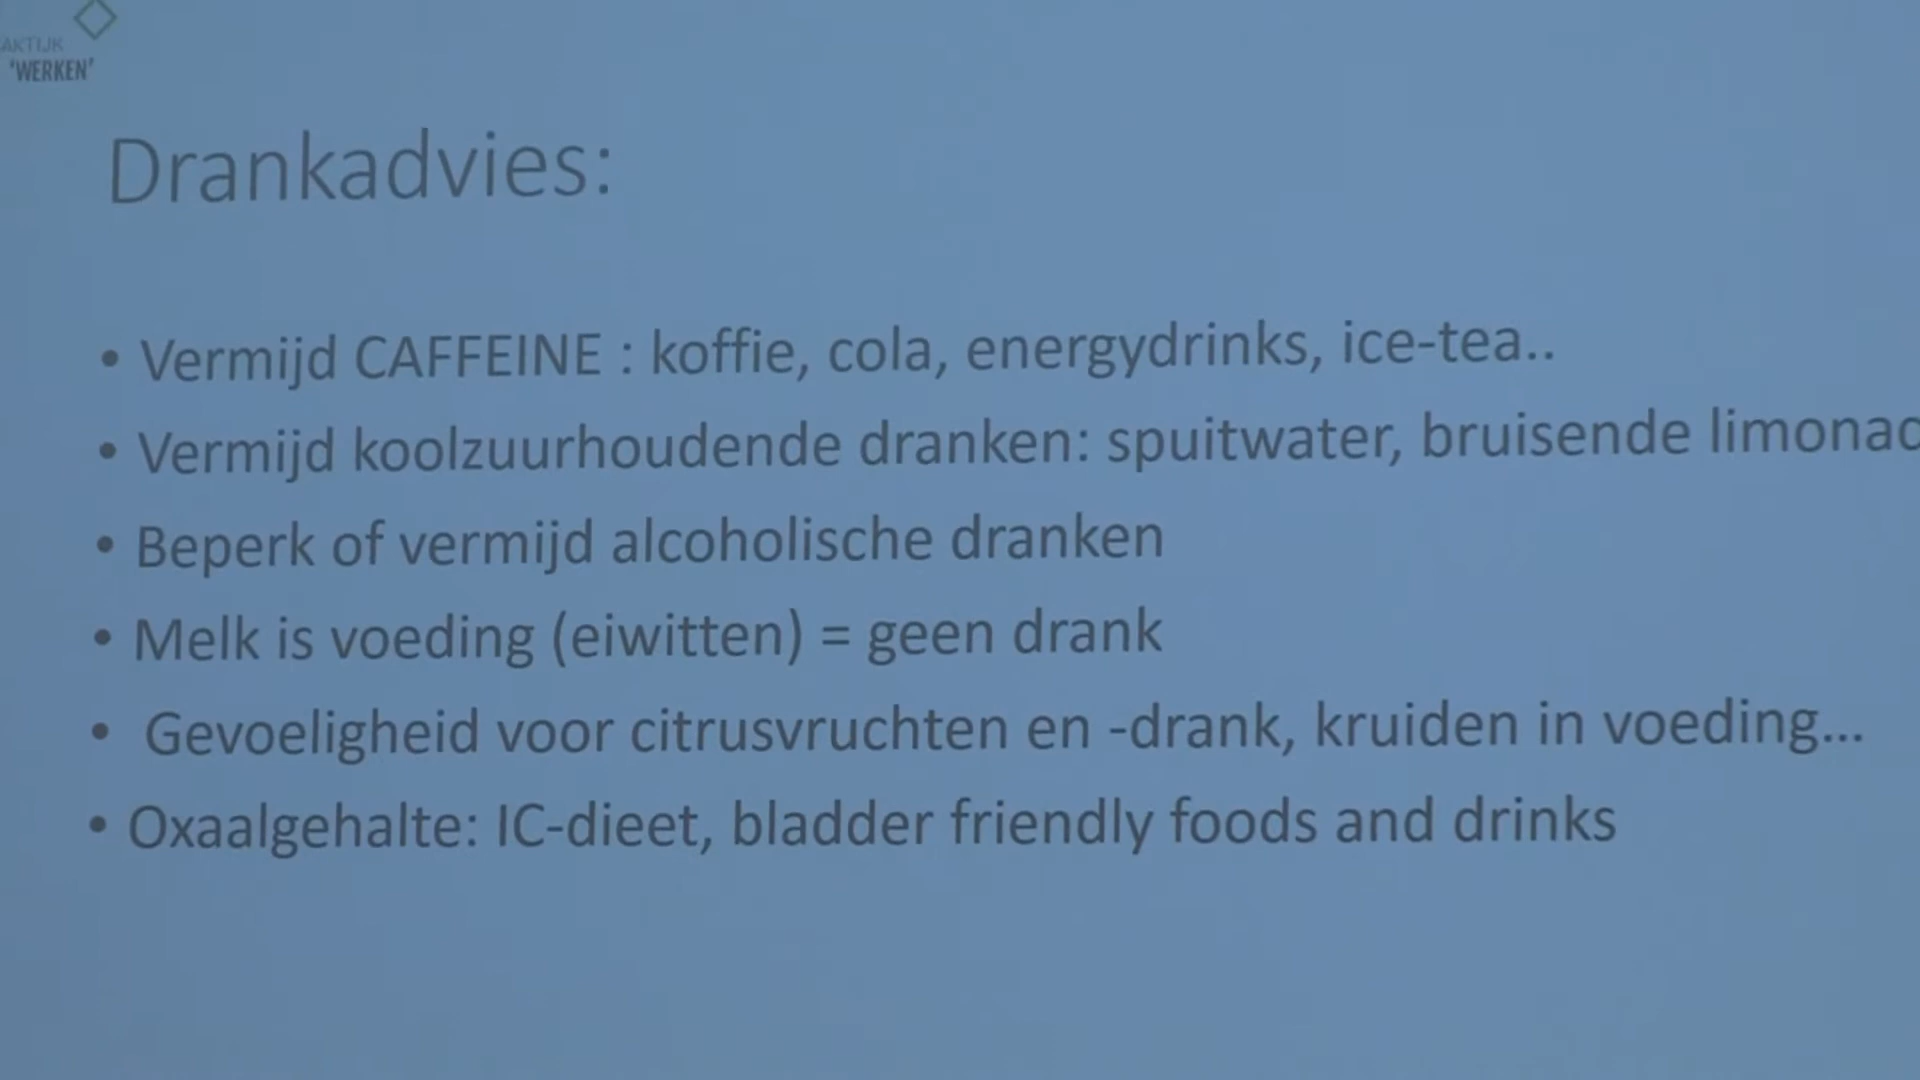 AKTIJK
'WERKEN'
Drankadvies:
• Vermijd CAFFEINE : koffie, cola, energydrinks, ice-tea..
• Vermijd koolzuurhoudende dranken: spuitwater, bruisende limonad
• Beperk of vermijd alcoholische dranken
• Melk is voeding (eiwitten) = geen drank
• Gevoeligheid voor citrusvruchten en -drank, kruiden in voeding...
• Oxaalgehalte: IC-dieet, bladder friendly foods and drinks